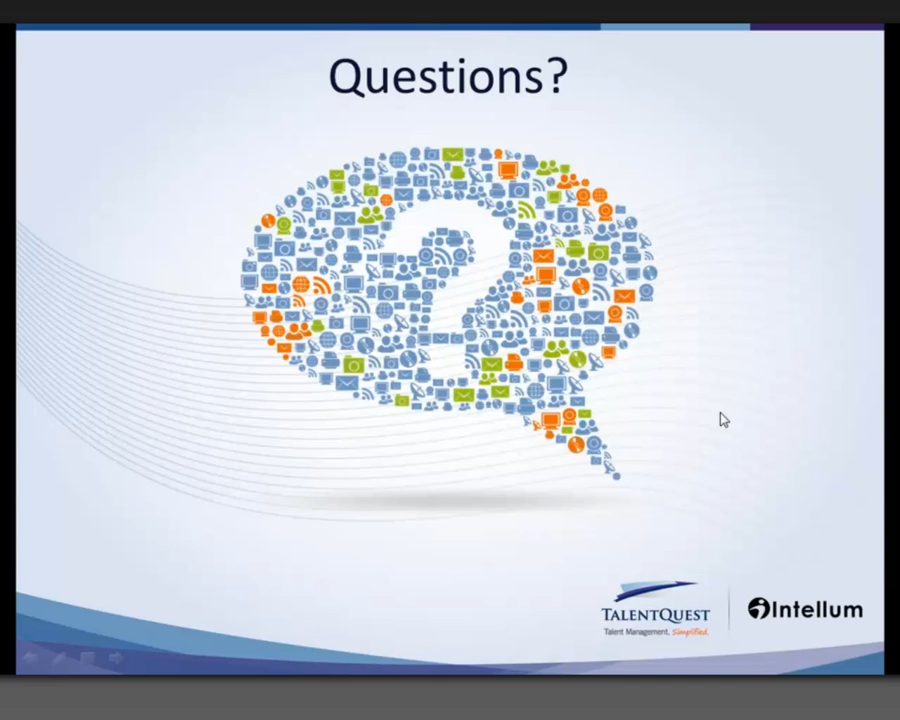 Questions?
TALENTQUEST
Talent Management. Simplified.
Intellum